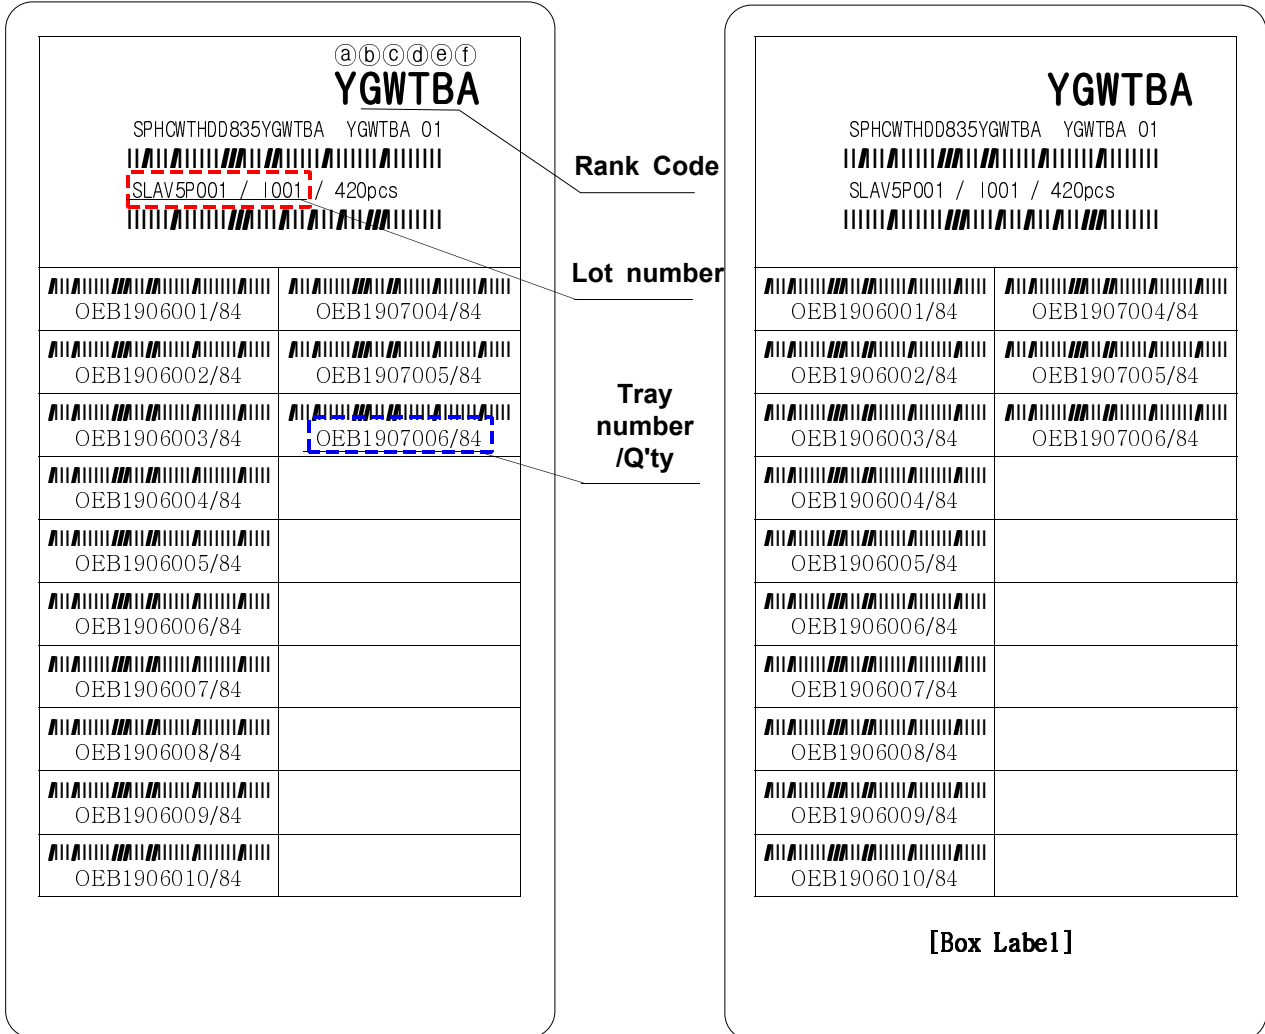 ⓐⓑⓒⓓⓔⓕ
YGWTBA
SPHCWTHDD835YGWTBA YGWTBA 01
SLAV5P001 / I001 / 420pcs
OEB1906001/84 OEB1907004/84
OEB1906002/84 OEB1907005/84
OEB1906003/84 OEB1907006/84
OEB1906004/84
OEB1906005/84
OEB1906006/84
OEB1906007/84
OEB1906008/84
OEB1906009/84
OEB1906010/84
Rank Code
Lot number
Tray
number
/Q'ty
YGWTBA
SPHCWTHDD835YGWTBA YGWTBA 01
SLAV5P001 / I001 / 420pcs
OEB1906001/84 OEB1907004/84
OEB1906002/84 OEB1907005/84
OEB1906003/84 OEB1907006/84
OEB1906004/84
OEB1906005/84
OEB1906006/84
OEB1906007/84
OEB1906008/84
OEB1906009/84
OEB1906010/84
[Box Label]